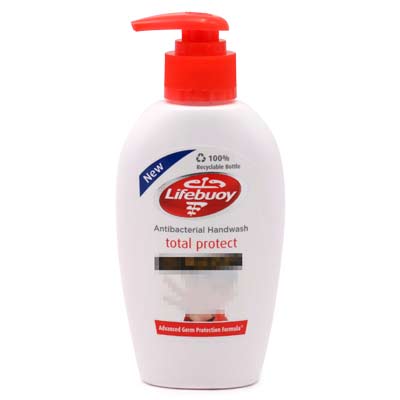 New
100%
Recyclable Bottle
Lifebuoy
Antibacterial Handwash
total protect
Advanced Germ Protection Formula*